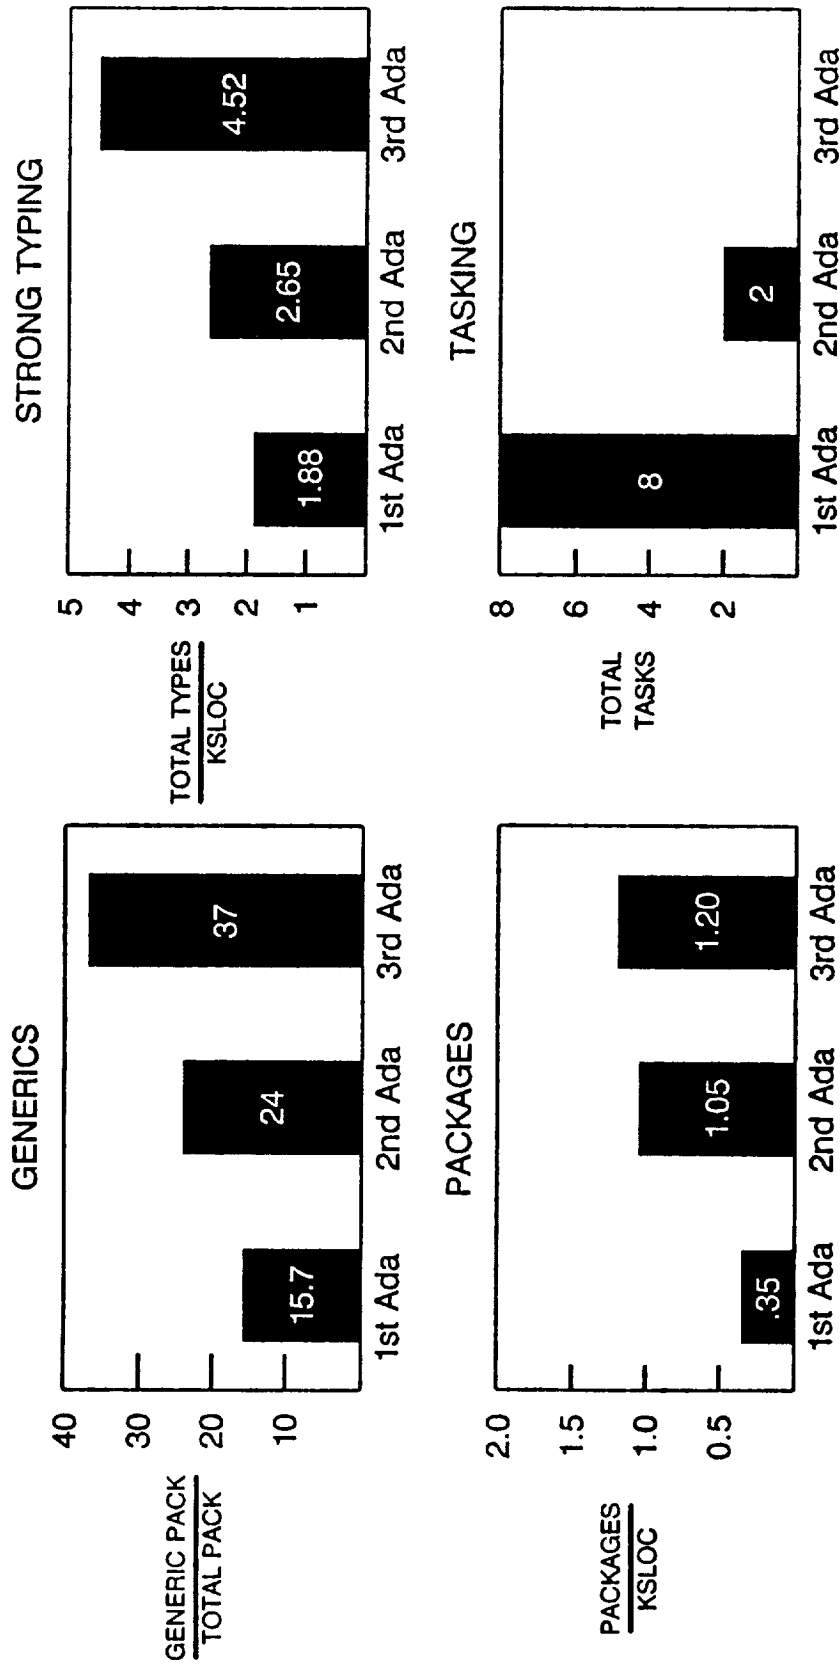 GENERICS
GENERIC PACK
TOTAL PACK
40
30
20
10
15.7
24
37
1st Ada
2nd Ada
3rd Ada
STRONG TYPING
TOTAL TYPES
KSLOC
5
4
3
2
1
1.88
2.65
4.52
1st Ada
2nd Ada
3rd Ada
PACKAGES
PACKAGES
KSLOC
2.0
1.5
1.0
0.5
.35
1.05
1.20
1st Ada
2nd Ada
3rd Ada
TASKING
TOTAL
TASKS
8
6
4
2
8
2
1st Ada
2nd Ada
3rd Ada